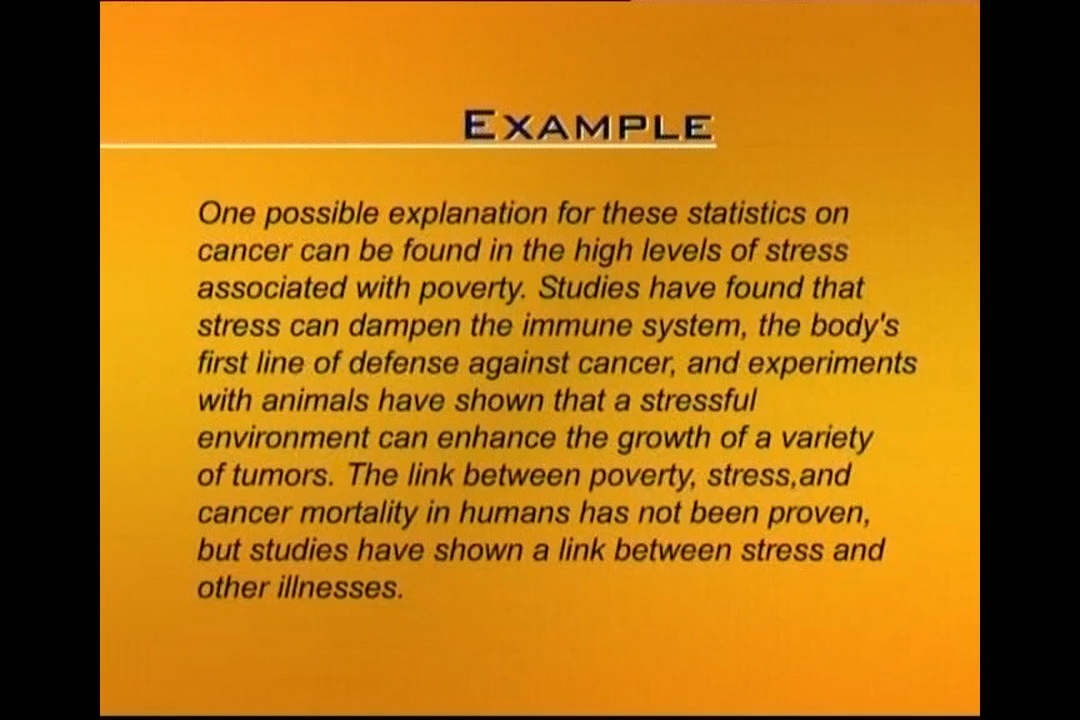 EXAMPLE
One possible explanation for these statistics on
cancer can be found in the high levels of stress
associated with poverty. Studies have found that
stress can dampen the immune system, the body's
first line of defense against cancer, and experiments
with animals have shown that a stressful
environment can enhance the growth of a variety
of tumors. The link between poverty, stress,and
cancer mortality in humans has not been proven,
but studies have shown a link between stress and
other illnesses.